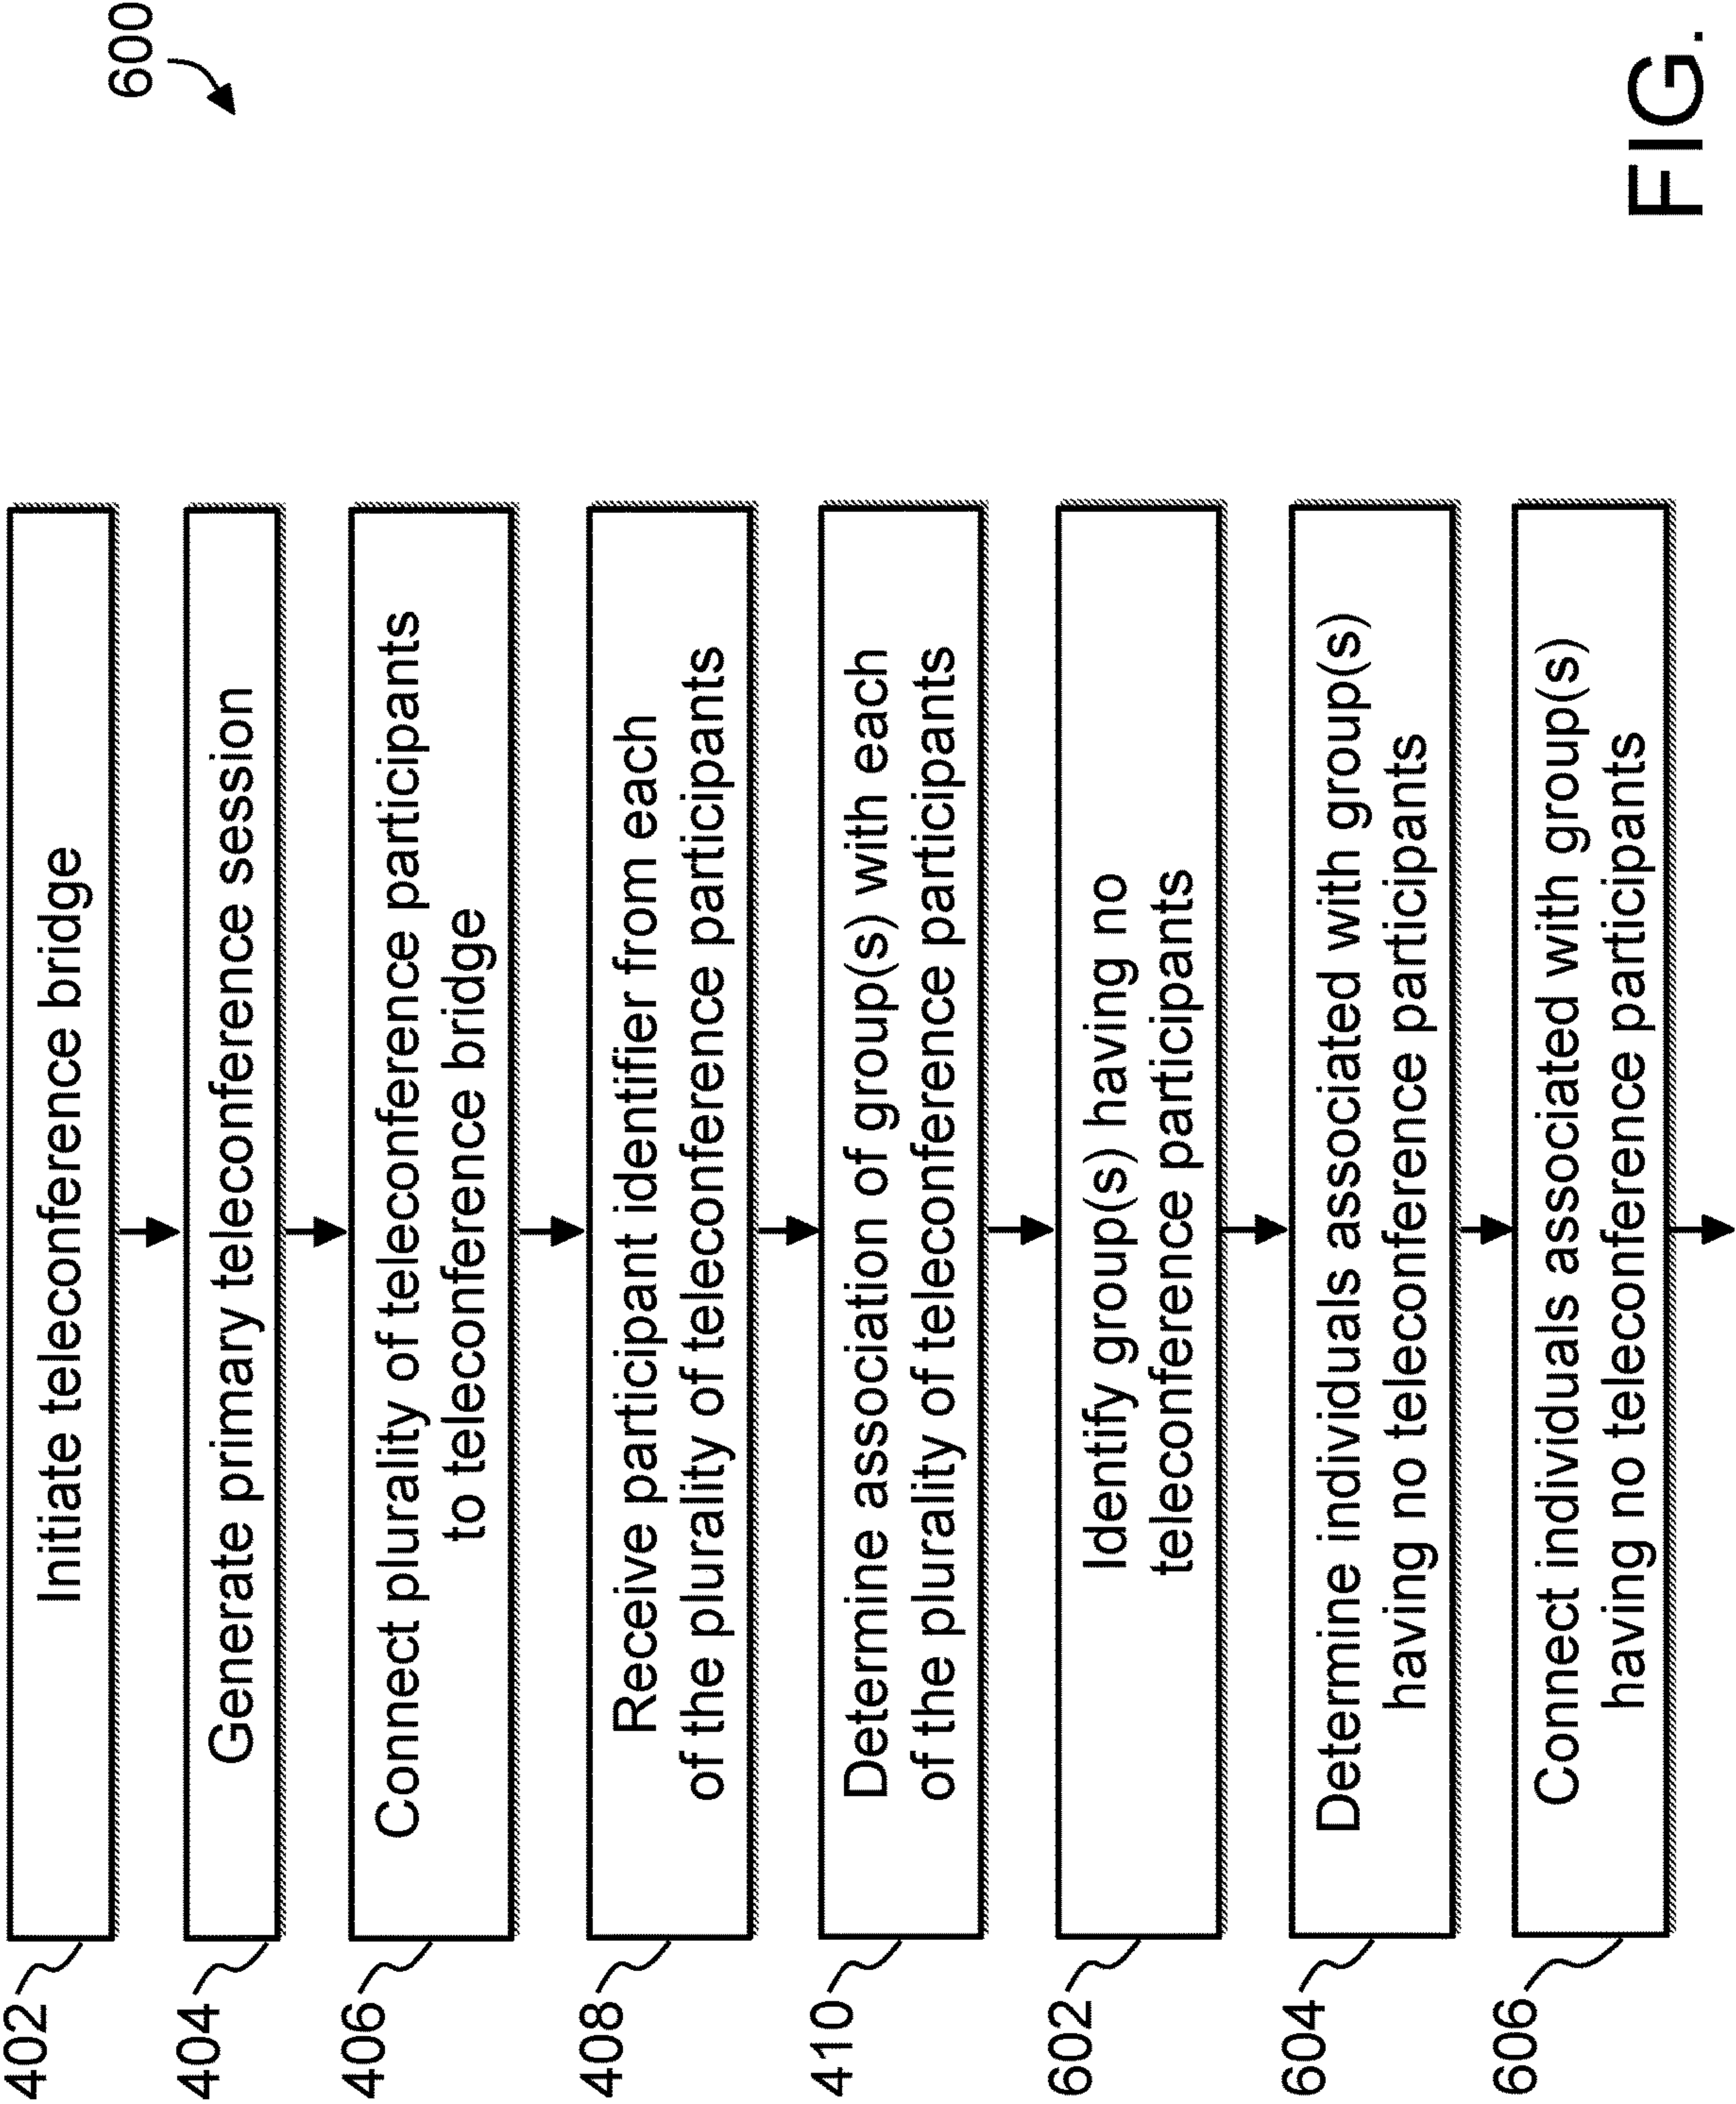 600
402
Initiate teleconference bridge
404
Generate primary teleconference session
406
Connect plurality of teleconference participants
to teleconference bridge
408
Receive participant identifier from each
of the plurality of teleconference participants
410
Determine association of group(s) with each
of the plurality of teleconference participants
602
Identify group(s) having no
teleconference participants
604
Determine individuals associated with group(s)
having no teleconference participants
606
Connect individuals associated with group(s)
having no teleconference participants
FIG.